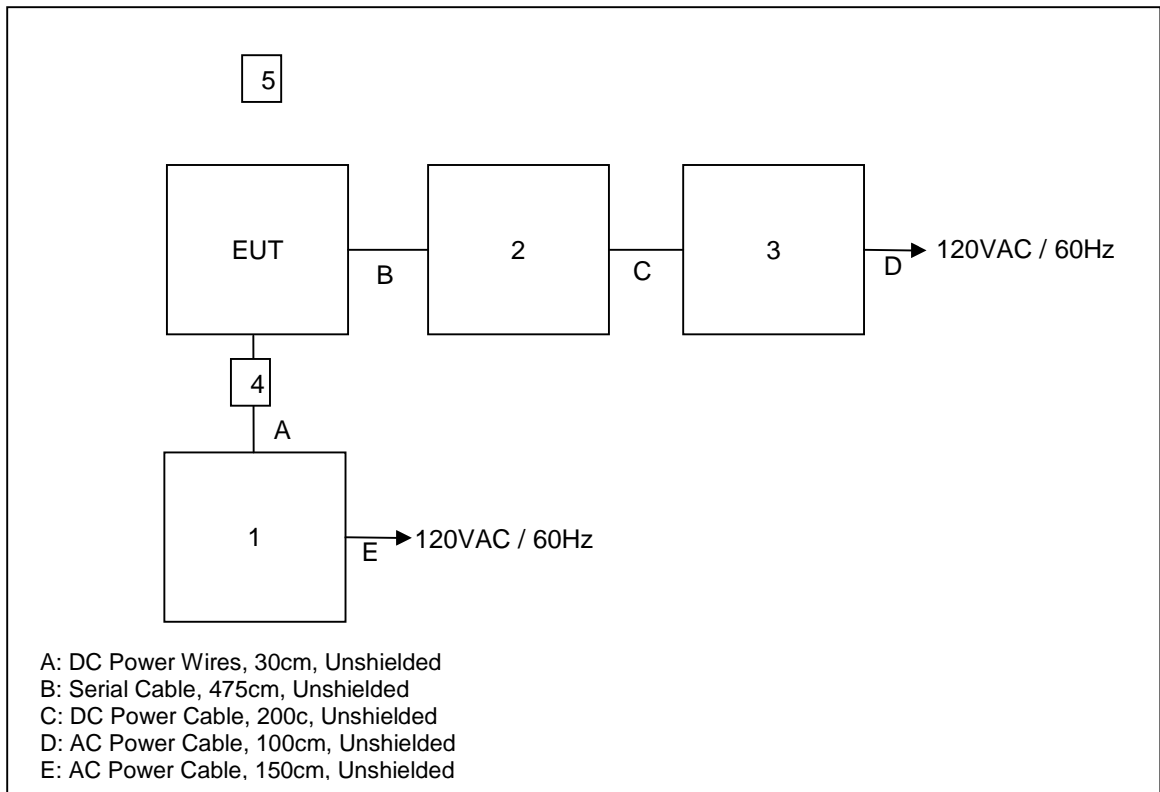 5
EUT
2
3
120VAC / 60Hz
B
C
D
4
A
1
120VAC / 60Hz
E
A: DC Power Wires, 30cm, Unshielded
B: Serial Cable, 475cm, Unshielded
C: DC Power Cable, 200c, Unshielded
D: AC Power Cable, 100cm, Unshielded
E: AC Power Cable, 150cm, Unshielded